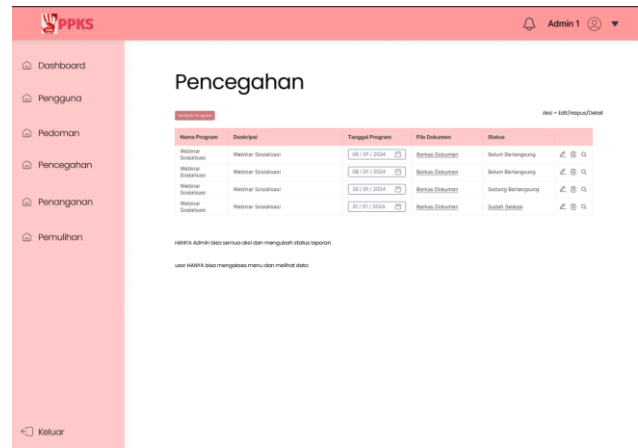 PPKS
Admin 1
Dashboard
Pengguna
Pedoman
Pencegahan
Penanganan
Pemulihan
Keluar
Pencegahan
Tambah Program
Aksi = Edit/Hapus/Detail
Nama Program Deskripsi Tanggal Program File Dokumen Status
Webinar Sosialisasi Webinar Sosialisasi 06 / 01 / 2024 Berkas Dokumen Belum Berlangsung
Webinar Sosialisasi Webinar Sosialisasi 08 / 01 / 2024 Berkas Dokumen Belum Berlangsung
Webinar Sosialisasi Webinar Sosialisasi 20 / 01 / 2024 Berkas Dokumen Sedang Berlangsung
Webinar Sosialisasi Webinar Sosialisasi 31 / 01 / 2024 Berkas Dokumen Sudah Selesai
HANYA Admin bisa semua aksi dan mengubah status laporan
user HANYA bisa mengakses menu dan melihat data